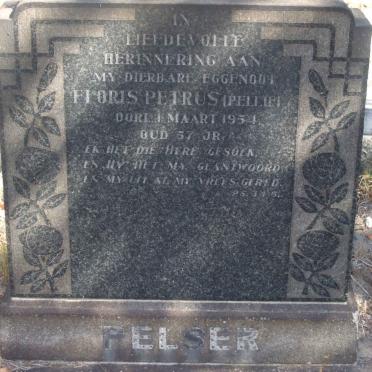 IN
LIEFDEVOLLE
HERINNERING AAN
MY DIERBARE EGGENOOT
FLORIS PETRUS (PELLIE)
OORL. 1 MAART 1954
OUD 57 JR.
EK HET DIE HERE GESOEK,
EN HY HET MY GEANTWOORD
EN MY UIT AL MY VREES GERED.
PS. 34:5.
PELSER